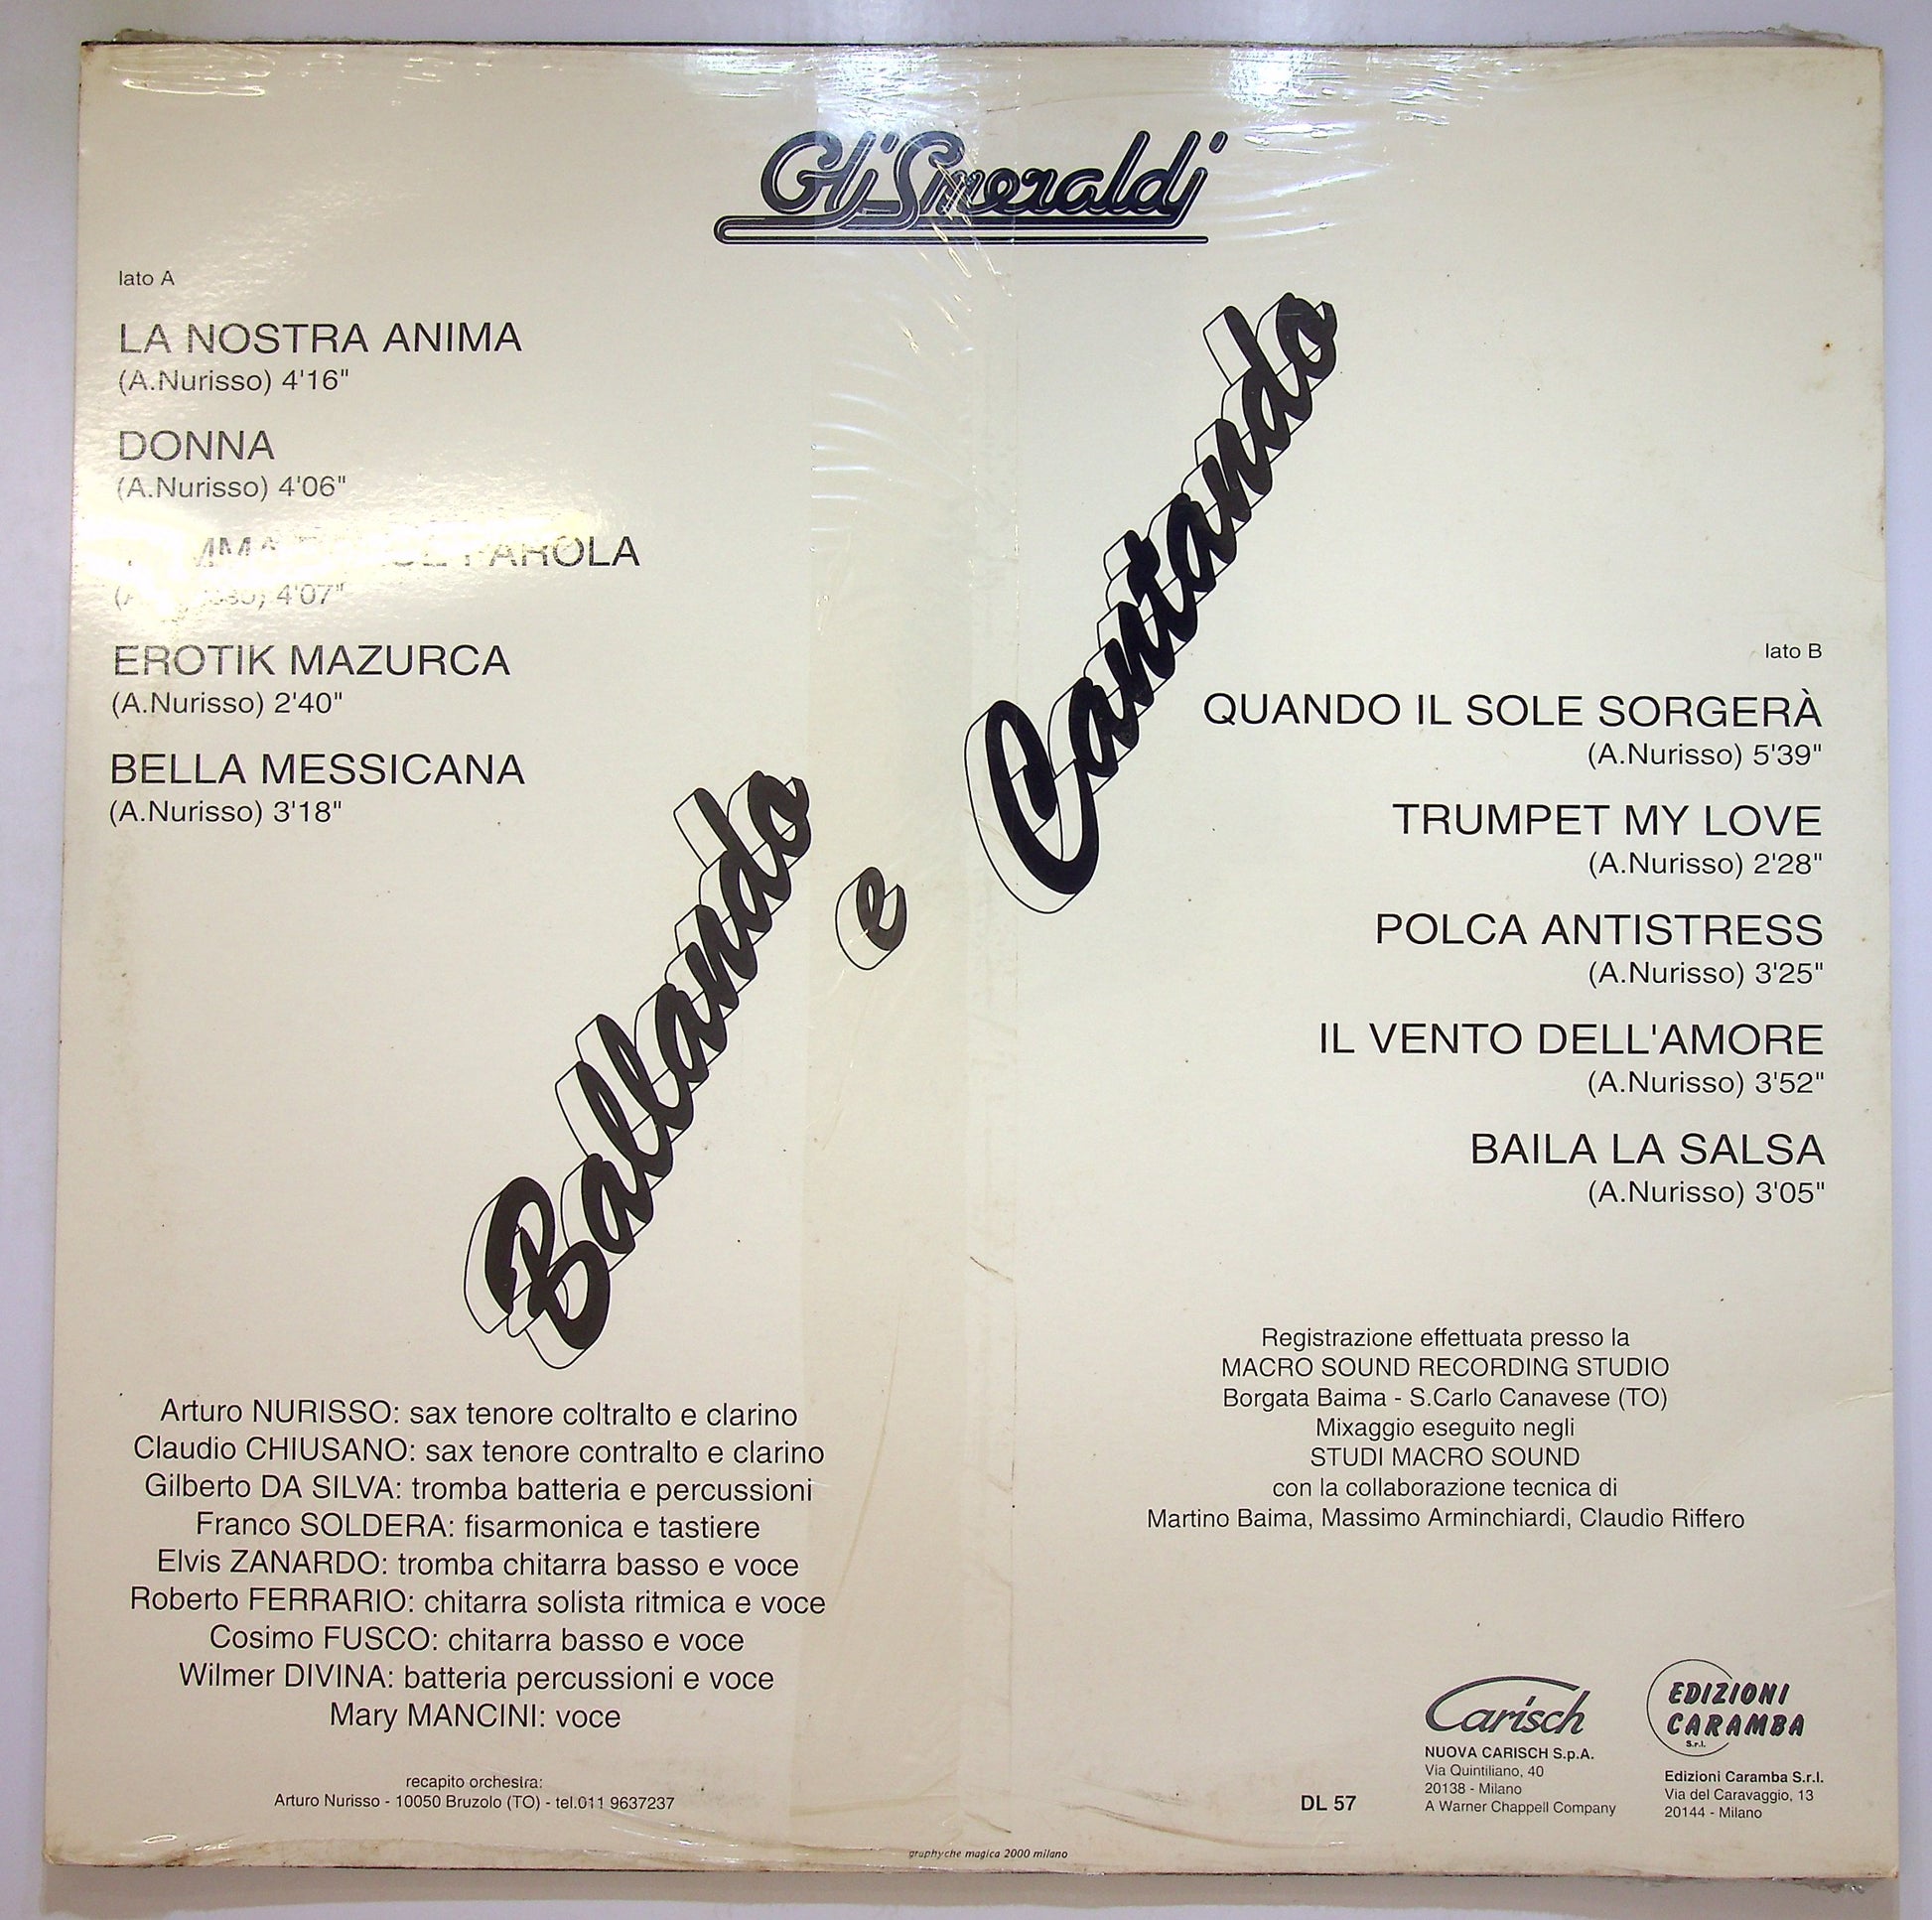 Gli Smeraldi
lato A
LA NOSTRA ANIMA
(A.Nurisso) 4'16"
DONNA
(A.Nurisso) 4'06"
PAROLA
4'07"
EROTIK MAZURCA
(A.Nurisso) 2'40"
BELLA MESSICANA
(A.Nurisso) 3'18"
Ballando
e
Cantando
lato B
QUANDO IL SOLE SORGERÀ
(A.Nurisso) 5'39"
TRUMPET MY LOVE
(A.Nurisso) 2'28"
POLCA ANTISTRESS
(A.Nurisso) 3'25"
IL VENTO DELL'AMORE
(A.Nurisso) 3'52"
BAILA LA SALSA
(A.Nurisso) 3'05"
Arturo NURISSO: sax tenore coltralto e clarino
Claudio CHIUSANO: sax tenore contralto e clarino
Gilberto DA SILVA: tromba batteria e percussioni
Franco SOLDERA: fisarmonica e tastiere
Elvis ZANARDO: tromba chitarra basso e voce
Roberto FERRARIO: chitarra solista ritmica e voce
Cosimo FUSCO: chitarra basso e voce
Wilmer DIVINA: batteria percussioni e voce
Mary MANCINI: voce
recapito orchestra:
Arturo Nurisso - 10050 Bruzolo (TO) - tel.011 9637237
Registrazione effettuata presso la
MACRO SOUND RECORDING STUDIO
Borgata Baima - S.Carlo Canavese (TO)
Mixaggio eseguito negli
STUDI MACRO SOUND
con la collaborazione tecnica di
Martino Baima, Massimo Arminchiardi, Claudio Riffero
DL 57
Carisch
NUOVA CARISCH S.p.A.
Via Quintiliano, 40
20138 - Milano
A Warner Chappell Company
EDIZIONI
CARAMBA
S.r.l.
Edizioni Caramba S.r.l.
Via del Caravaggio, 13
20144 - Milano
graphyche magica 2000 milano